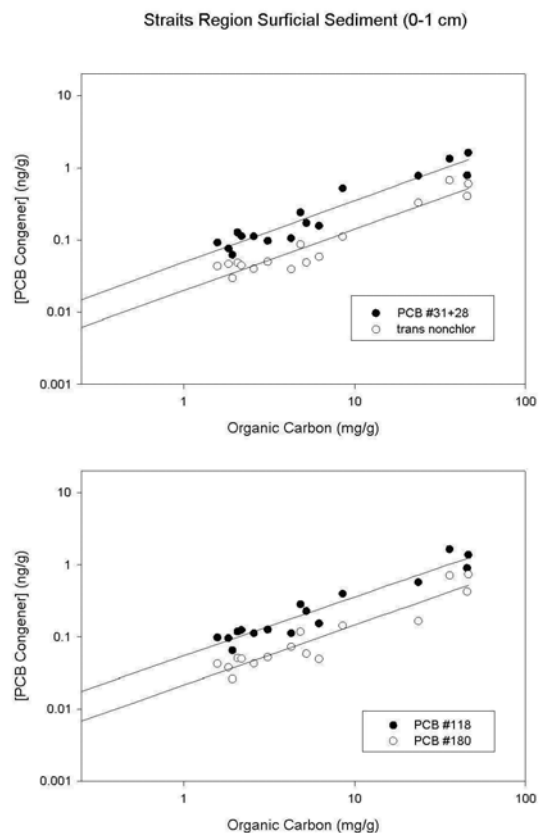 Straits Region Surficial Sediment (0-1 cm)
[PCB Congener] (ng/g)
10
1
0.1
0.01
0.001
PCB #31+28
trans nonchlor
1
10
100
Organic Carbon (mg/g)
[PCB Congener] (ng/g)
10
1
0.1
0.01
0.001
PCB #118
PCB #180
1
10
100
Organic Carbon (mg/g)